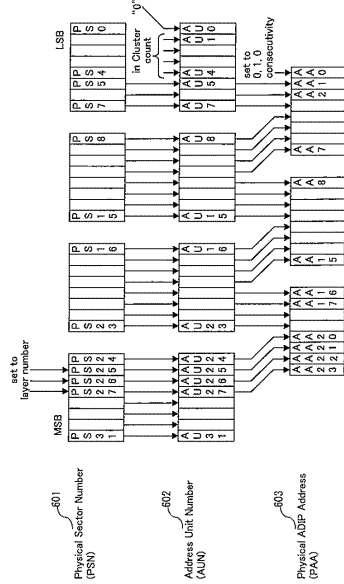 set to
layer number
MSB
LSB
601
Physical Sector Number
(PSN)
PS31 PS27 PS26 PS25 PS24 PS23 PS16 PS15 PS8 PS7 PS5 PS4 PS0
"0"
in Cluster
count
602
Address Unit Number
(AUN)
AU31 AU27 AU26 AU25 AU24 AU23 AU16 AU15 AU8 AU7 AU5 AU4 AU1 AU0
set to
0, 1, 0
consecutivity
603
Physical ADIP Address
(PAA)
AA23 AA22 AA21 AA20 AA17 AA16 AA15 AA8 AA7 AA2 AA1 AA0